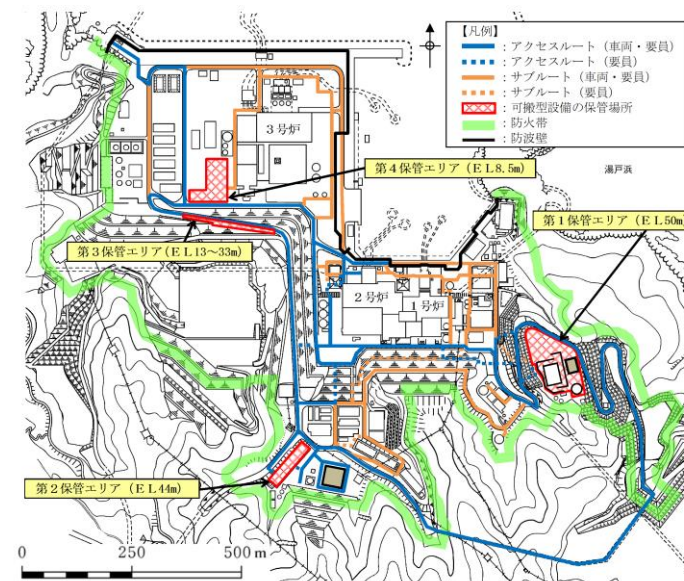 【凡例】
：アクセスルート（車両・要員）
：アクセスルート（要員）
：サブルート（車両・要員）
：サブルート（要員）
：可搬型設備の保管場所
：防火帯
：防波壁
3号炉
湯戸浜
第4保管エリア（EL8.5m）
第1保管エリア（EL50m）
第3保管エリア（EL13～33m）
2号炉
1号炉
第2保管エリア（EL44m）
0 250 500 m